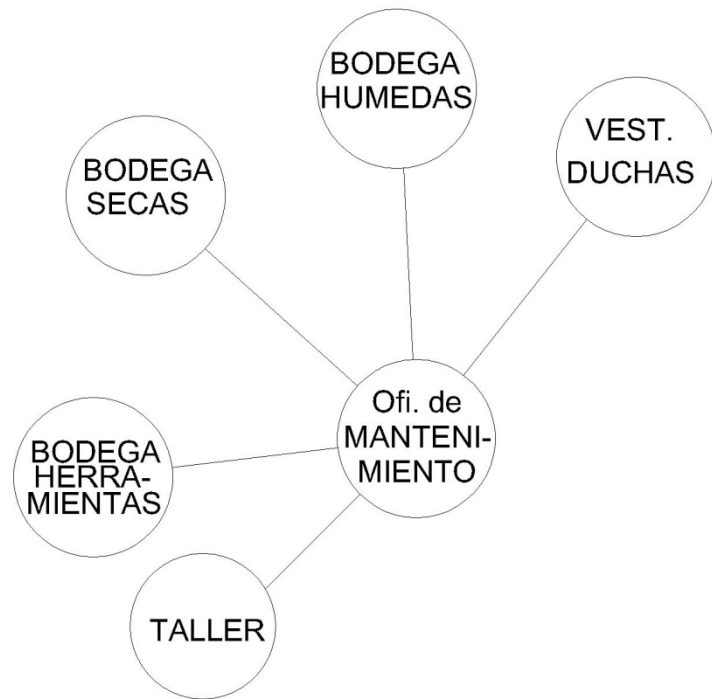 BODEGA
HUMEDAS
VEST.
DUCHAS
BODEGA
SECAS
Ofi. de
MANTENI-
MIENTO
BODEGA
HERRA-
MIENTAS
TALLER